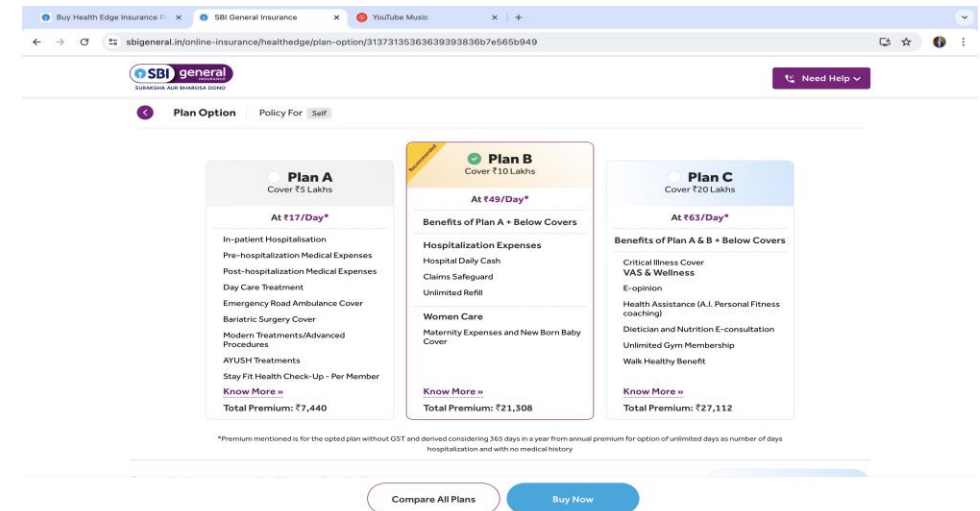 Buy Health Edge Insurance P
SBI General Insurance
YouTube Music
sbigeneral.in/online-insurance/healthedge/plan-option/31373135363639393836b7e565b949
SBI general
INSURANCE
SURAKSHA AUR BHAROSA DONO
Need Help
Plan Option
Policy For Self
Plan A
Cover ₹5 Lakhs
At ₹17/Day*
In-patient Hospitalisation
Pre-hospitalization Medical Expenses
Post-hospitalization Medical Expenses
Day Care Treatment
Emergency Road Ambulance Cover
Bariatric Surgery Cover
Modern Treatments/Advanced
Procedures
AYUSH Treatments
Stay Fit Health Check-Up - Per Member
Know More »
Total Premium: ₹7,440
Recommended
Plan B
Cover ₹10 Lakhs
At ₹49/Day*
Benefits of Plan A + Below Covers
Hospitalization Expenses
Hospital Daily Cash
Claims Safeguard
Unlimited Refill
Women Care
Maternity Expenses and New Born Baby
Cover
Know More »
Total Premium: ₹21,308
Plan C
Cover ₹20 Lakhs
At ₹63/Day*
Benefits of Plan A & B + Below Covers
Critical Illness Cover
VAS & Wellness
E-opinion
Health Assistance (A.I. Personal Fitness
coaching)
Dietician and Nutrition E-consultation
Unlimited Gym Membership
Walk Healthy Benefit
Know More »
Total Premium: ₹27,112
*Premium mentioned is for the opted plan without GST and derived considering 365 days in a year from annual premium for option of unlimited days as number of days
hospitalization and with no medical history
Compare All Plans
Buy Now